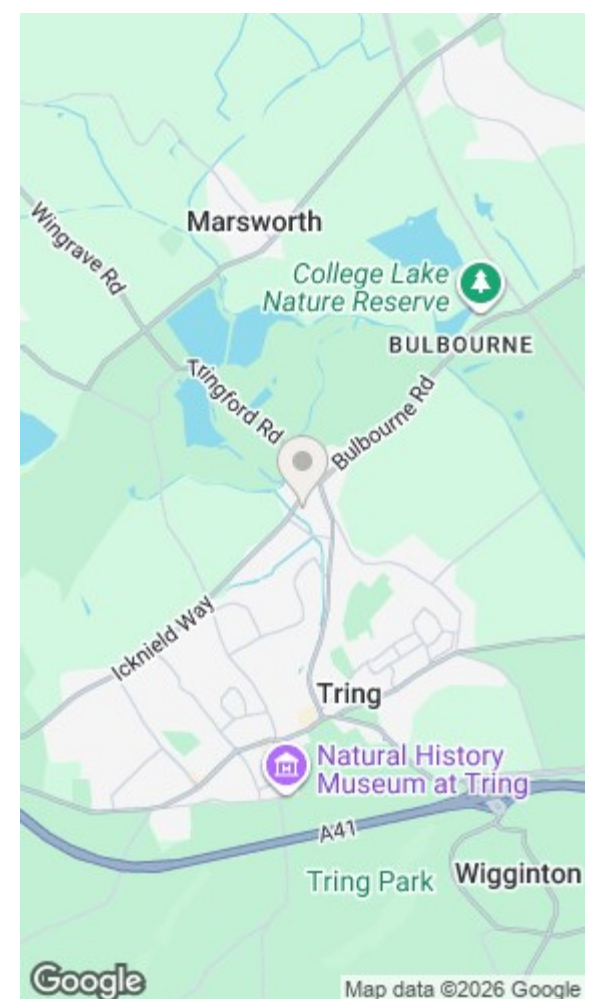 Marsworth
Wingrave Rd
College Lake
Nature Reserve
BULBOURNE
Tringford Rd
Bulbourne Rd
Icknield Way
Tring
Natural History
Museum at Tring
A41
Tring Park
Wigginton
Google
Map data ©2026 Google